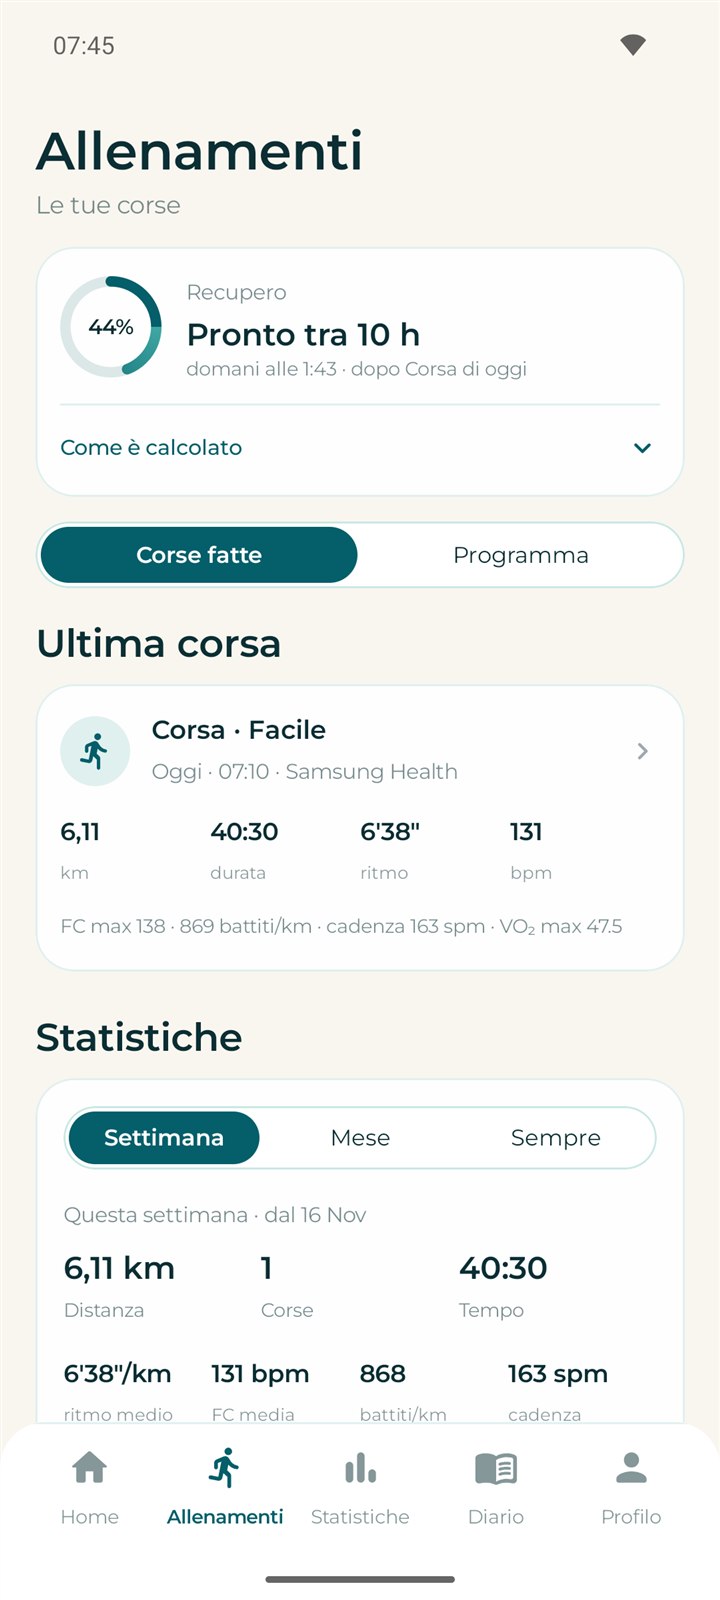 07:45
Allenamenti
Le tue corse
44%
Recupero
Pronto tra 10 h
domani alle 1:43 · dopo Corsa di oggi
Come è calcolato
Corse fatte
Programma
Ultima corsa
Corsa · Facile
Oggi · 07:10 · Samsung Health
6,11
40:30
6'38"
131
km
durata
ritmo
bpm
FC max 138 · 869 battiti/km · cadenza 163 spm · VO₂ max 47.5
Statistiche
Settimana
Mese
Sempre
Questa settimana · dal 16 Nov
6,11 km
1
40:30
Distanza
Corse
Tempo
6'38"/km
131 bpm
868
163 spm
ritmo medio
FC media
battiti/km
cadenza
Home
Allenamenti
Statistiche
Diario
Profilo